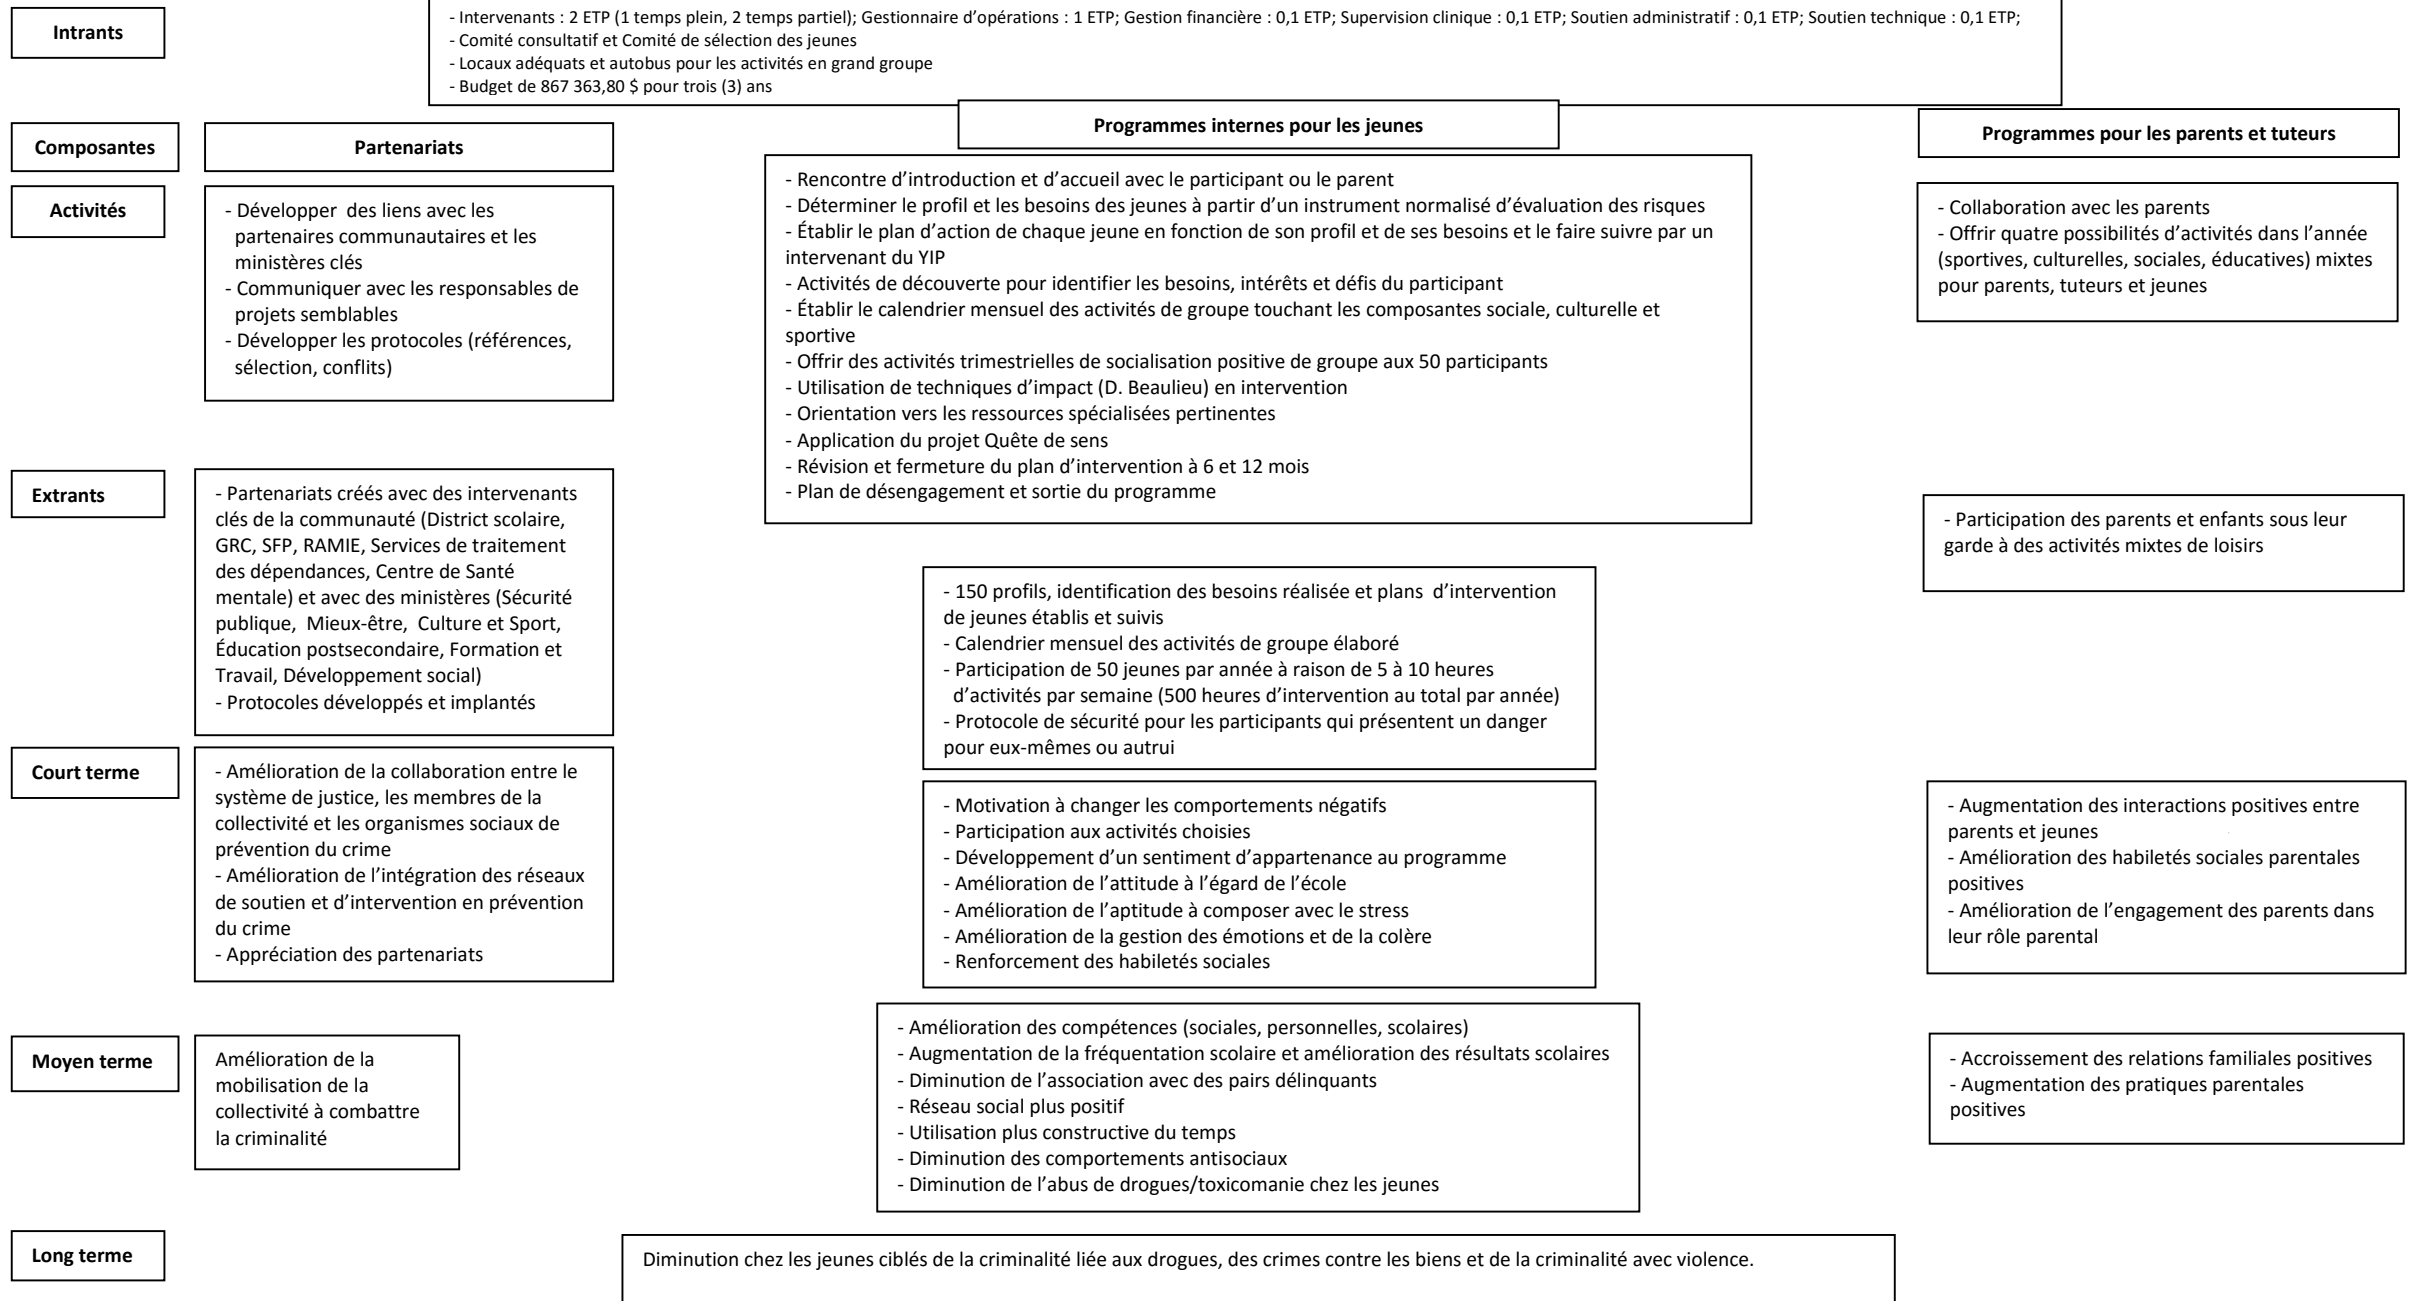 Intrants
- Intervenants : 2 ETP (1 temps plein, 2 temps partiel); Gestionnaire d’opérations : 1 ETP; Gestion financière : 0,1 ETP; Supervision clinique : 0,1 ETP; Soutien administratif : 0,1 ETP; Soutien technique : 0,1 ETP;
- Comité consultatif et Comité de sélection des jeunes
- Locaux adéquats et autobus pour les activités en grand groupe
- Budget de 867 363,80 $ pour trois (3) ans
Composantes
Partenariats
Programmes internes pour les jeunes
Programmes pour les parents et tuteurs
Activités
- Développer des liens avec les
partenaires communautaires et les
ministères clés
- Communiquer avec les responsables de
projets semblables
- Développer les protocoles (références,
sélection, conflits)
- Rencontre d’introduction et d’accueil avec le participant ou le parent
- Déterminer le profil et les besoins des jeunes à partir d’un instrument normalisé d’évaluation des risques
- Établir le plan d’action de chaque jeune en fonction de son profil et de ses besoins et le faire suivre par un
intervenant du YIP
- Activités de découverte pour identifier les besoins, intérêts et défis du participant
- Établir le calendrier mensuel des activités de groupe touchant les composantes sociale, culturelle et
sportive
- Offrir des activités trimestrielles de socialisation positive de groupe aux 50 participants
- Utilisation de techniques d’impact (D. Beaulieu) en intervention
- Orientation vers les ressources spécialisées pertinentes
- Application du projet Quête de sens
- Révision et fermeture du plan d’intervention à 6 et 12 mois
- Plan de désengagement et sortie du programme
- Collaboration avec les parents
- Offrir quatre possibilités d’activités dans l’année
(sportives, culturelles, sociales, éducatives) mixtes
pour parents, tuteurs et jeunes
Extrants
- Partenariats créés avec des intervenants
clés de la communauté (District scolaire,
GRC, SFP, RAMIE, Services de traitement
des dépendances, Centre de Santé
mentale) et avec des ministères (Sécurité
publique, Mieux-être, Culture et Sport,
Éducation postsecondaire, Formation et
Travail, Développement social)
- Protocoles développés et implantés
- 150 profils, identification des besoins réalisée et plans d’intervention
de jeunes établis et suivis
- Calendrier mensuel des activités de groupe élaboré
- Participation de 50 jeunes par année à raison de 5 à 10 heures
d’activités par semaine (500 heures d’intervention au total par année)
- Protocole de sécurité pour les participants qui présentent un danger
pour eux-mêmes ou autrui
- Participation des parents et enfants sous leur
garde à des activités mixtes de loisirs
Court terme
- Amélioration de la collaboration entre le
système de justice, les membres de la
collectivité et les organismes sociaux de
prévention du crime
- Amélioration de l’intégration des réseaux
de soutien et d’intervention en prévention
du crime
- Appréciation des partenariats
- Motivation à changer les comportements négatifs
- Participation aux activités choisies
- Développement d’un sentiment d’appartenance au programme
- Amélioration de l’attitude à l’égard de l’école
- Amélioration de l’aptitude à composer avec le stress
- Amélioration de la gestion des émotions et de la colère
- Renforcement des habiletés sociales
- Augmentation des interactions positives entre
parents et jeunes
- Amélioration des habiletés sociales parentales
positives
- Amélioration de l’engagement des parents dans
leur rôle parental
Moyen terme
Amélioration de la
mobilisation de la
collectivité à combattre
la criminalité
- Amélioration des compétences (sociales, personnelles, scolaires)
- Augmentation de la fréquentation scolaire et amélioration des résultats scolaires
- Diminution de l’association avec des pairs délinquants
- Réseau social plus positif
- Utilisation plus constructive du temps
- Diminution des comportements antisociaux
- Diminution de l’abus de drogues/toxicomanie chez les jeunes
- Accroissement des relations familiales positives
- Augmentation des pratiques parentales
positives
Long terme
Diminution chez les jeunes ciblés de la criminalité liée aux drogues, des crimes contre les biens et de la criminalité avec violence.